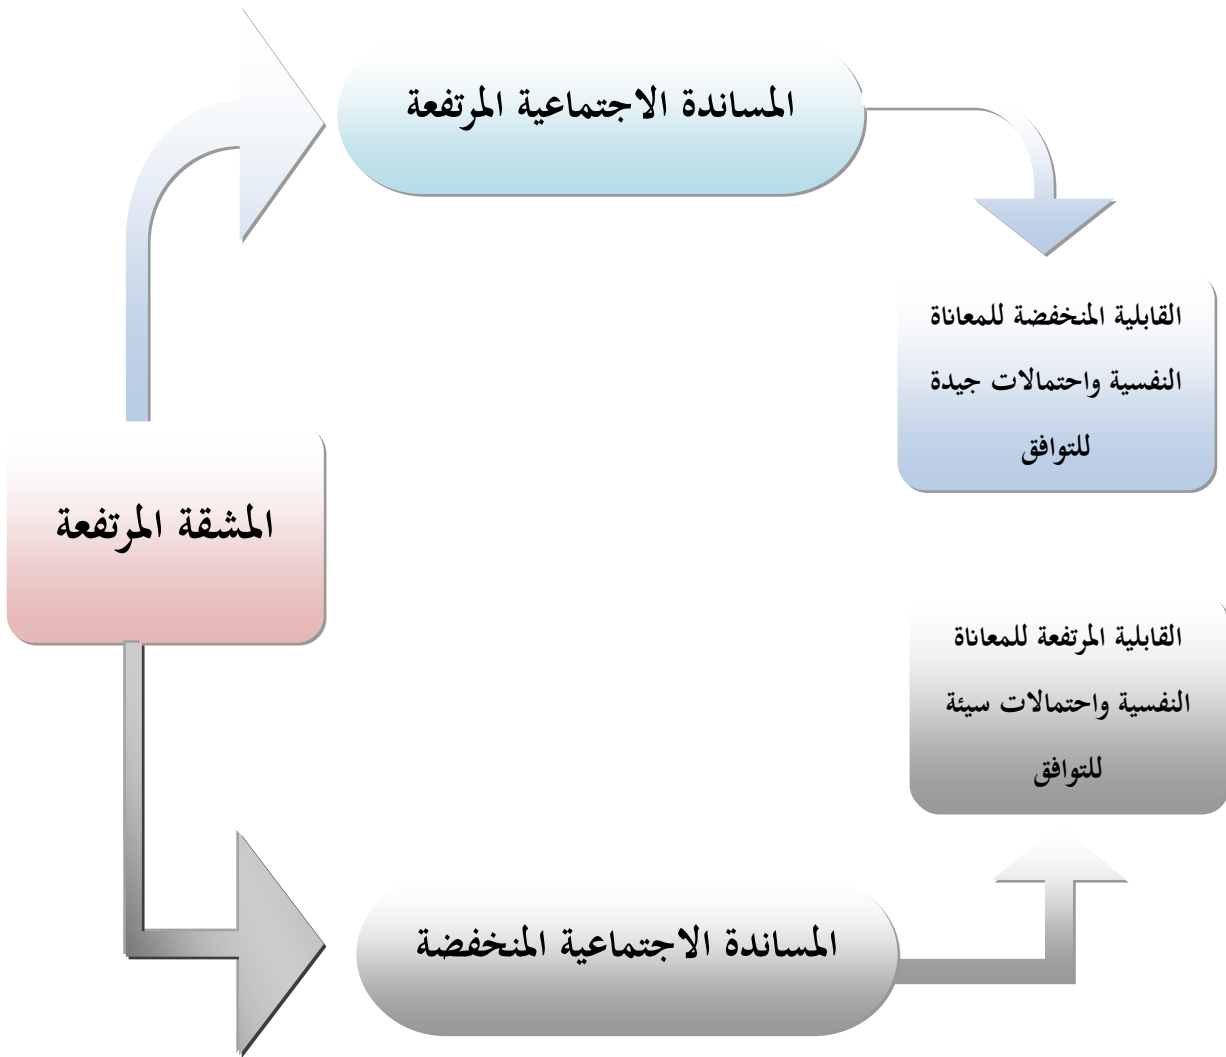 المساندة الاجتماعية المرتفعة
القابلية المنخفضة للمعاناة
النفسية واحتمالات جيدة
للتوافق
المشقة المرتفعة
القابلية المرتفعة للمعاناة
النفسية واحتمالات سيئة
للتوافق
المساندة الاجتماعية المنخفضة